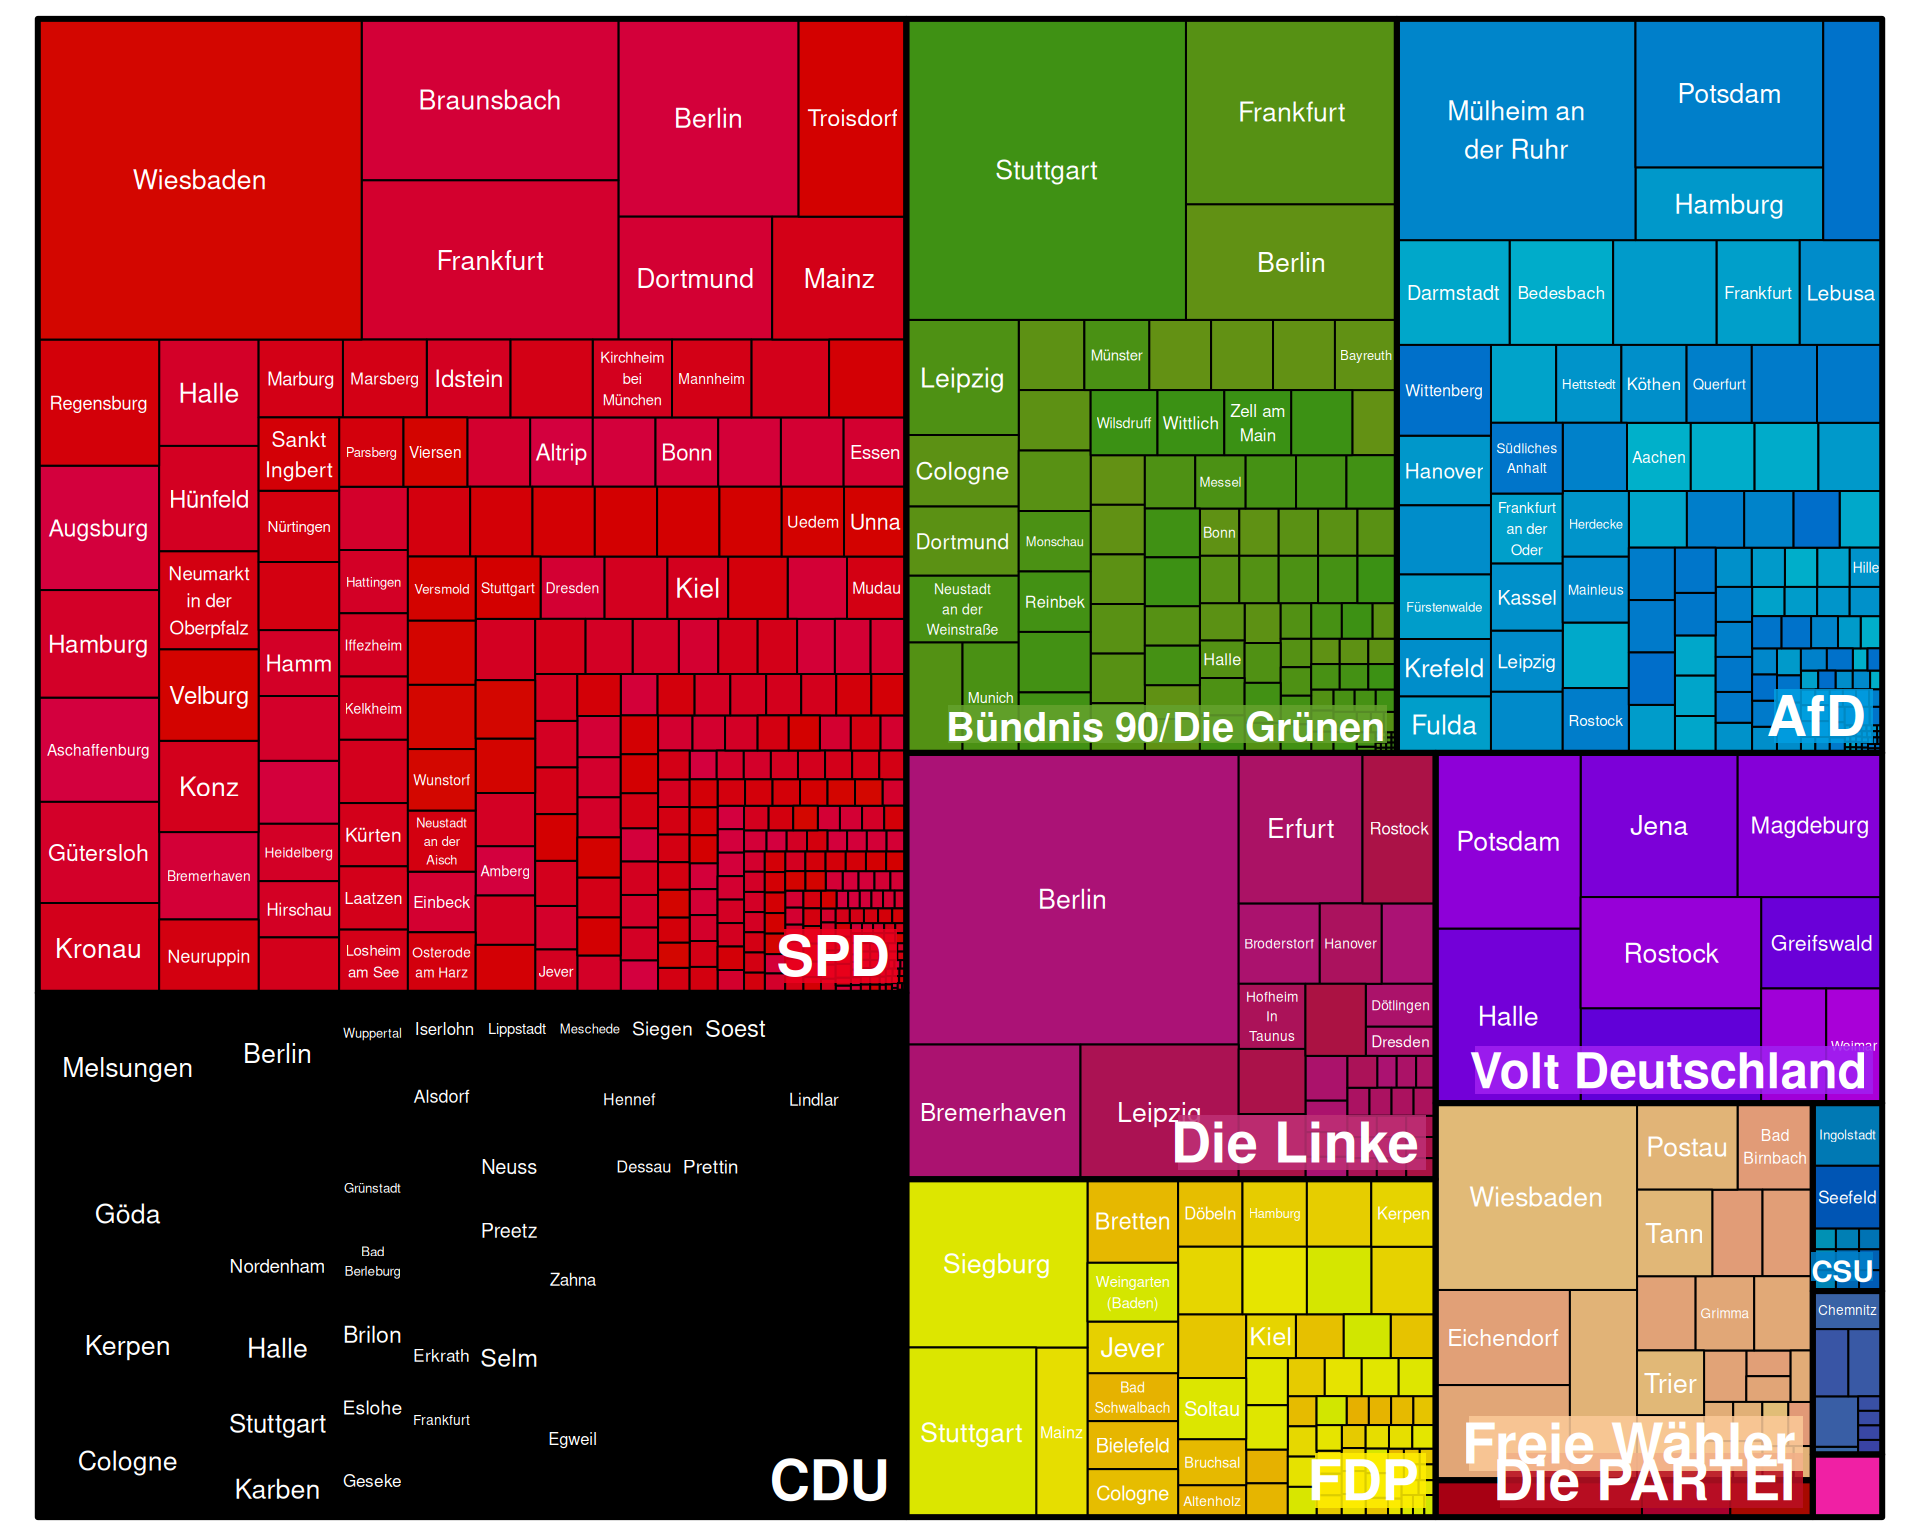 Wiesbaden
Braunsbach
Frankfurt
Berlin
Troisdorf
Dortmund
Mainz
Regensburg
Augsburg
Hamburg
Aschaffenburg
Gütersloh
Kronau
Halle
Hünfeld
Neumarkt
in der
Oberpfalz
Velburg
Konz
Bremerhaven
Neuruppin
Marburg
Marsberg
Idstein
Kirchheim
bei
München
Mannheim
Sankt
Ingbert
Nürtingen
Hamm
Heidelberg
Hirschau
Parsberg
Viersen
Altrip
Bonn
Essen
Hattingen
Iffezheim
Kelkheim
Kürten
Laatzen
Losheim
am See
Uedem
Unna
Versmold
Stuttgart
Dresden
Kiel
Mudau
Wunstorf
Neustadt
an der
Aisch
Einbeck
Osterode
am Harz
Amberg
Jever
SPD
Melsungen
Göda
Kerpen
Cologne
Berlin
Nordenham
Halle
Stuttgart
Karben
Wuppertal
Grünstadt
Bad
Berleburg
Brilon
Eslohe
Geseke
Iserlohn
Lippstadt
Meschede
Siegen
Soest
Alsdorf
Hennef
Lindlar
Neuss
Dessau
Prettin
Preetz
Zahna
Erkrath
Selm
Frankfurt
Egweil
CDU
Stuttgart
Frankfurt
Berlin
Leipzig
Cologne
Dortmund
Neustadt
an der
Weinstraße
Munich
Münster
Bayreuth
Wilsdruff
Wittlich
Zell am
Main
Messel
Monschau
Bonn
Reinbek
Halle
Bündnis 90/Die Grünen
Mülheim an
der Ruhr
Potsdam
Hamburg
Darmstadt
Bedesbach
Frankfurt
Lebusa
Wittenberg
Hanover
Fürstenwalde
Krefeld
Fulda
Hettstedt
Köthen
Querfurt
Südliches
Anhalt
Aachen
Frankfurt
an der
Oder
Herdecke
Kassel
Mainleus
Hille
Leipzig
Rostock
AfD
Berlin
Bremerhaven
Leipzig
Erfurt
Rostock
Broderstorf
Hanover
Hofheim
In
Taunus
Dötlingen
Dresden
Die Linke
Potsdam
Halle
Jena
Magdeburg
Rostock
Greifswald
Weimar
Volt Deutschland
Siegburg
Stuttgart
Mainz
Bretten
Weingarten
(Baden)
Jever
Bad
Schwalbach
Bielefeld
Cologne
Döbeln
Hamburg
Kerpen
Kiel
Soltau
Bruchsal
Altenholz
FDP
Wiesbaden
Eichendorf
Postau
Bad
Birnbach
Tann
Grimma
Trier
Freie Wähler
Die PARTEI
Ingolstadt
Seefeld
CSU
Chemnitz